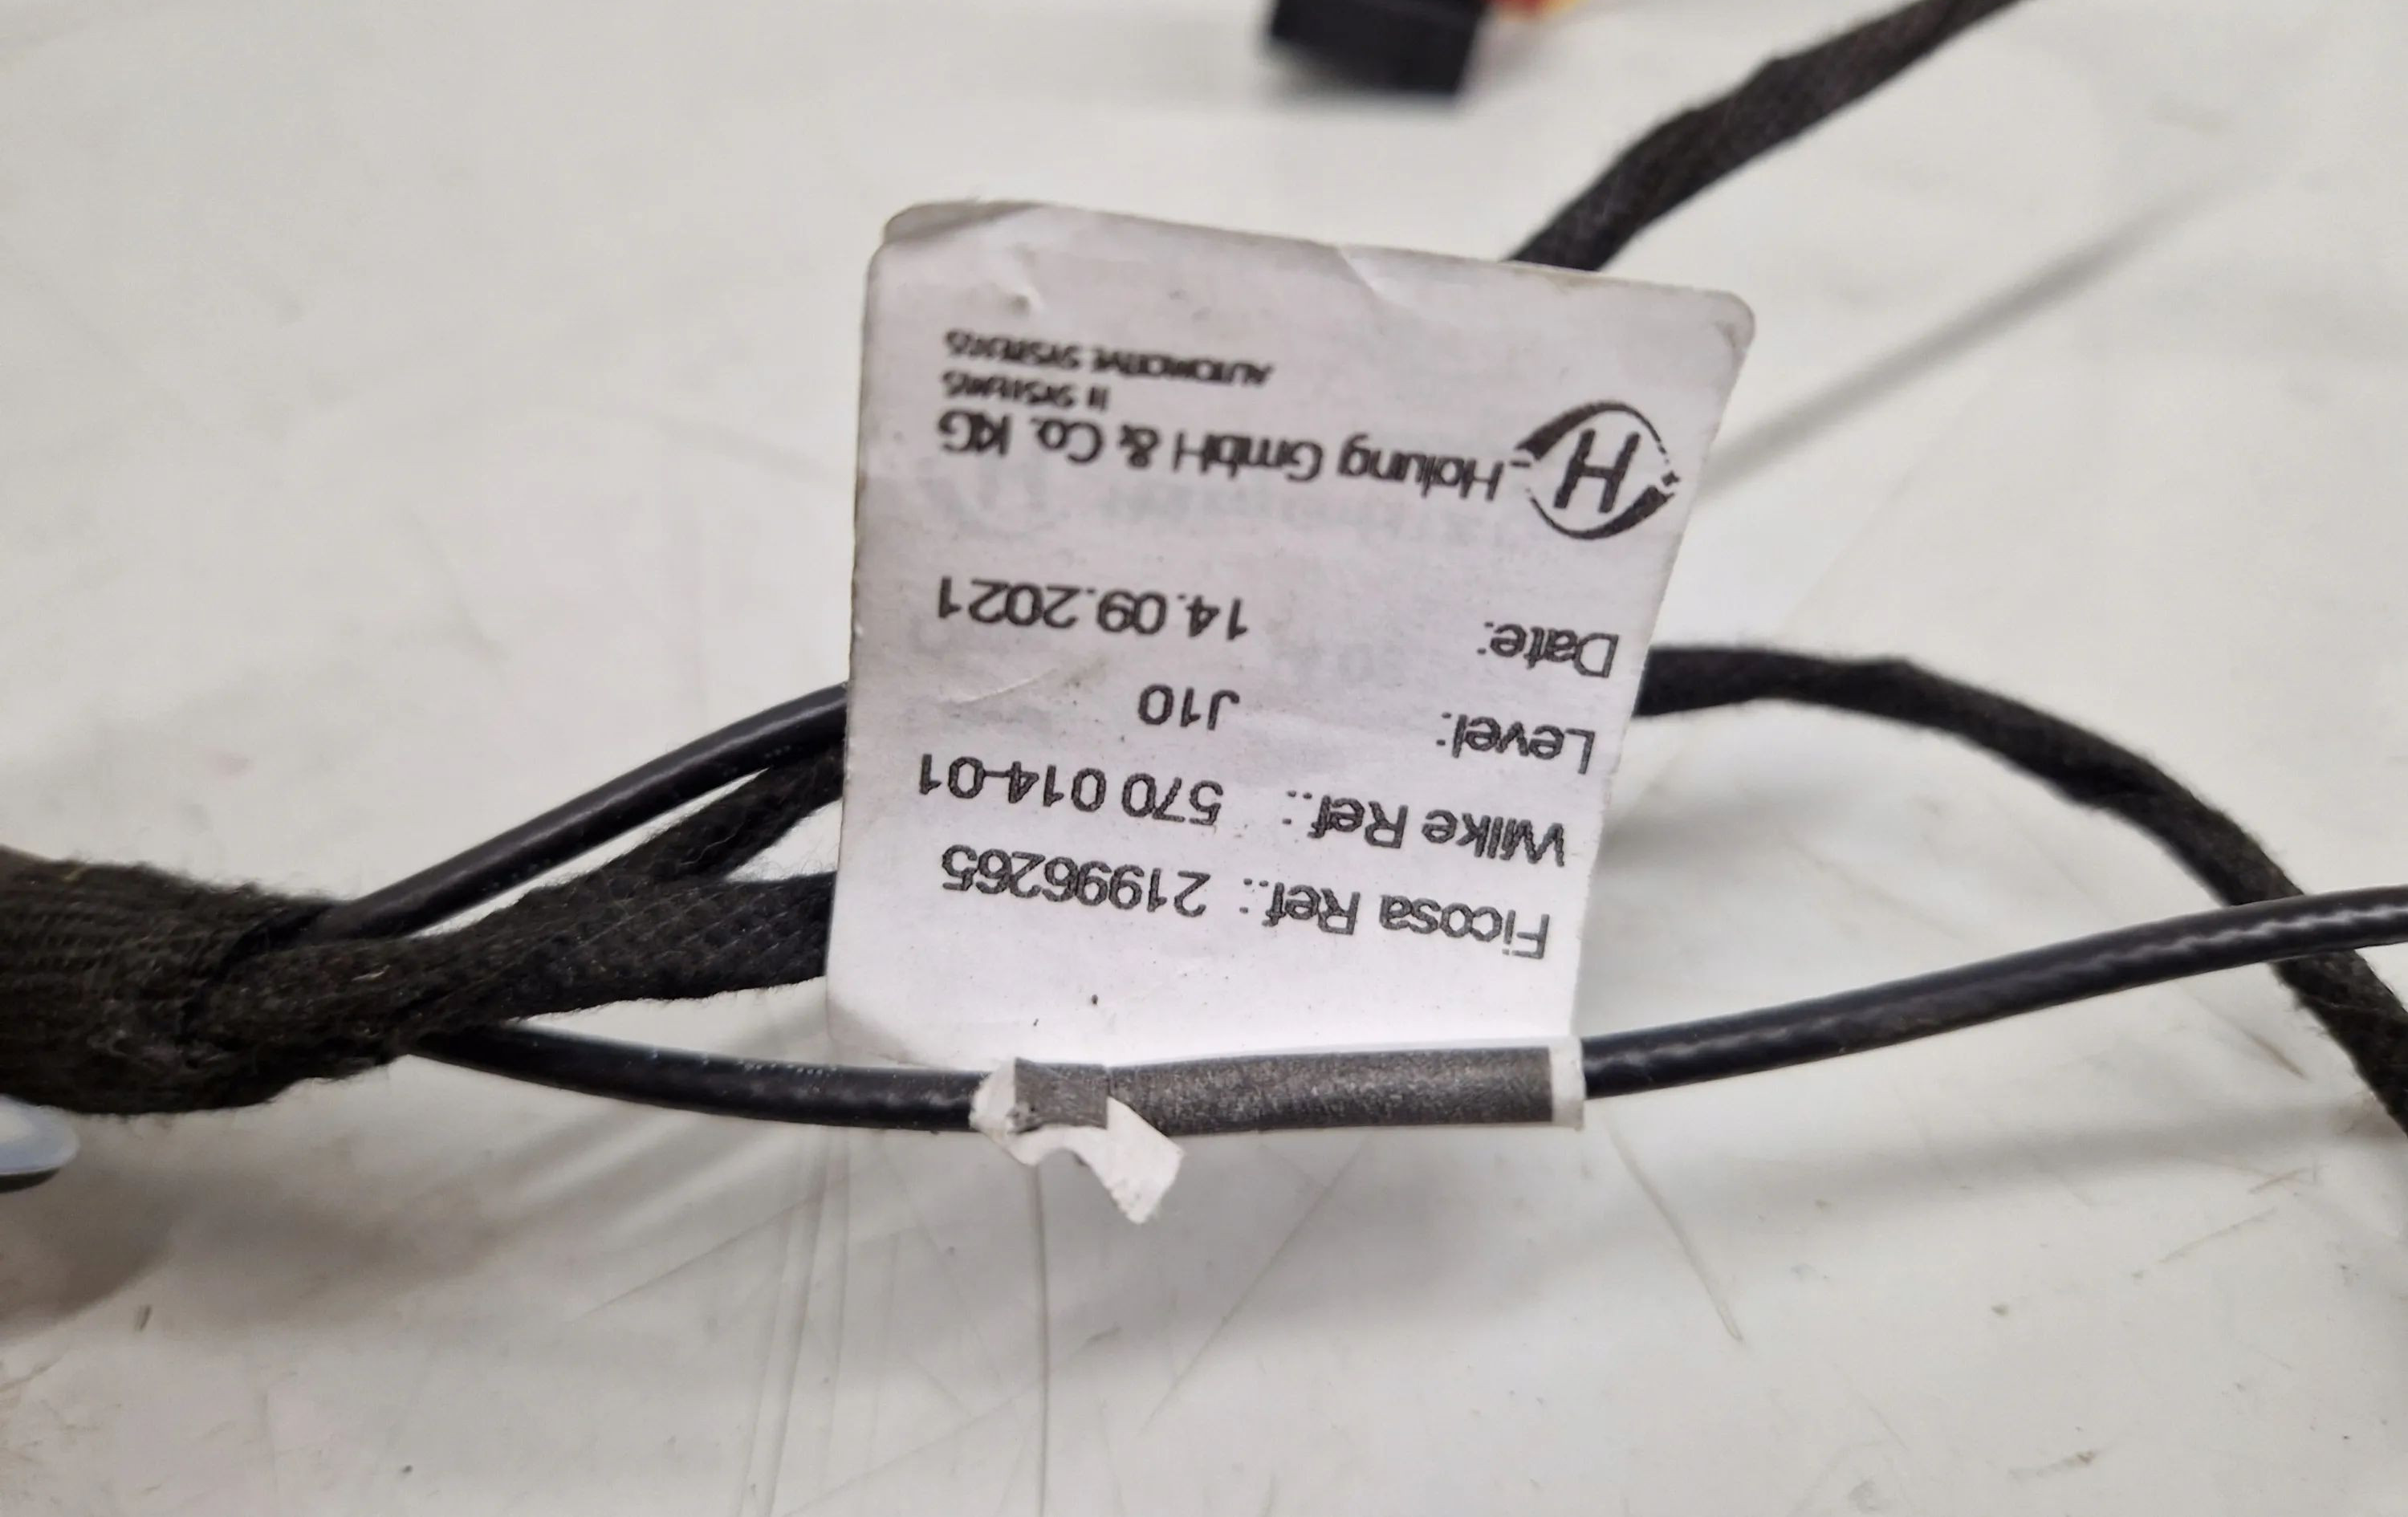 Ficosa Ref.: 21996265
Wilke Ref.: 570 014-01
Level: J10
Date: 14.09.2021
H
Holung GmbH & Co. KG
IT SYSTEMS
AUTOMOTIVE SYSTEMS